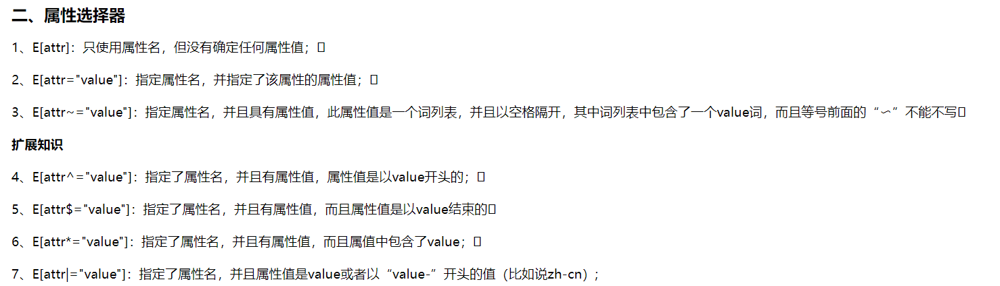 二、属性选择器
1、E[attr]：只使用属性名，但没有确定任何属性值；
2、E[attr="value"]：指定属性名，并指定了该属性的属性值；
3、E[attr~="value"]：指定属性名，并且具有属性值，此属性值是一个词列表，并且以空格隔开，其中词列表中包含了一个value词，而且等号前面的“〜”不能不写
扩展知识
4、E[attr^="value"]：指定了属性名，并且有属性值，属性值是以value开头的；
5、E[attr$="value"]：指定了属性名，并且有属性值，而且属性值是以value结束的
6、E[attr*="value"]：指定了属性名，并且有属性值，而且属值中包含了value；
7、E[attr|="value"]：指定了属性名，并且属性值是value或者以“value-”开头的值（比如说zh-cn）;